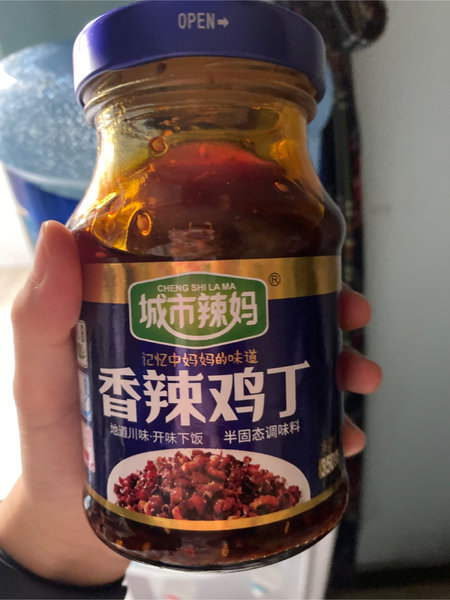 OPEN➡
CHENG SHI LA MA
®
城市辣妈
记忆中妈妈的味道
香辣鸡丁
地道川味·开味下饭 半固态调味料